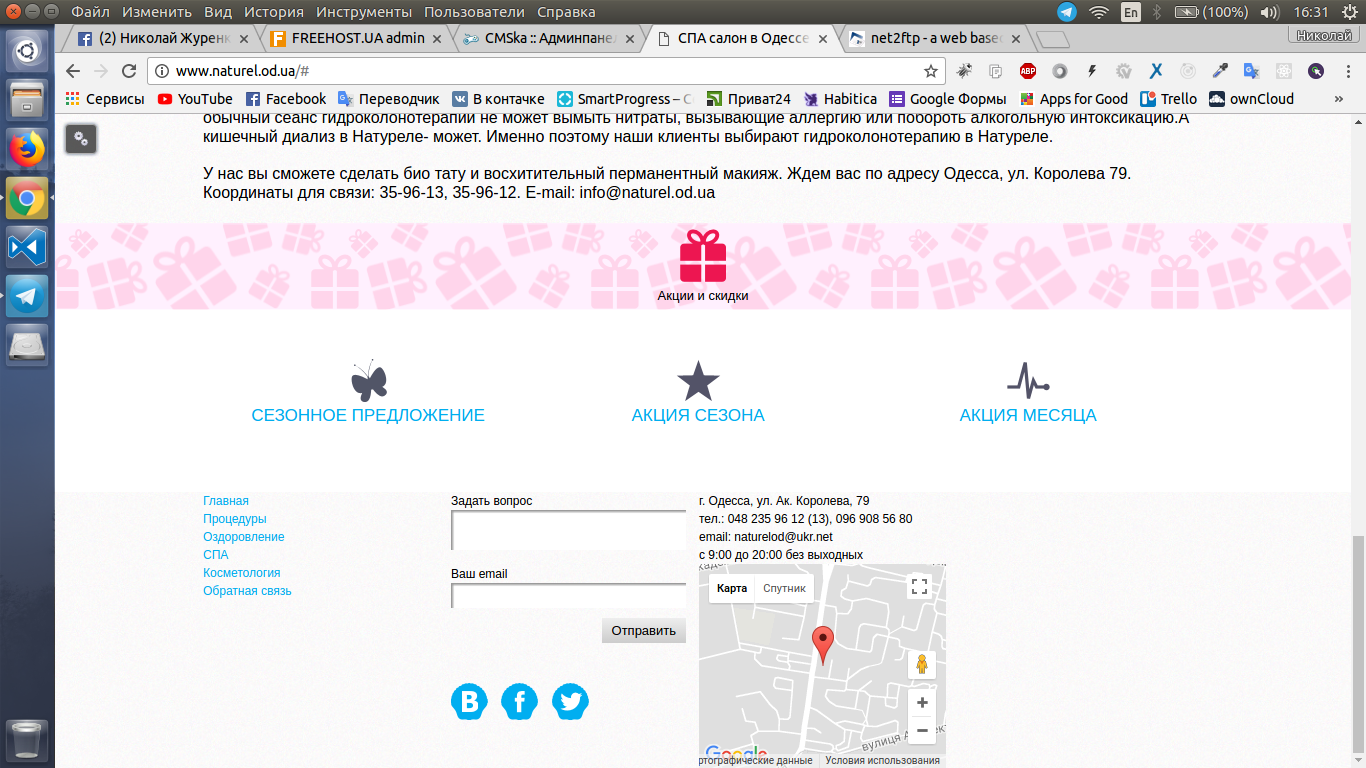 Файл Изменить Вид История Инструменты Пользователи Справка
En (100%) 16:31
(2) Николай Журенк
FREEHOST.UA admin
CMSka :: Админпанел
СПА салон в Одессе
net2ftp - a web based
Николай
www.naturel.od.ua/#
ABP
Сервисы YouTube Facebook Переводчик В контачке SmartProgress – С Приват24 Habitica Google Формы Apps for Good Trello ownCloud »
обычный сеанс гидроколонотерапии не может вымыть нитраты, вызывающие аллергию или побороть алкогольную интоксикацию.А
кишечный диализ в Натуреле- может. Именно поэтому наши клиенты выбирают гидроколонотерапию в Натуреле.
У нас вы сможете сделать био тату и восхитительный перманентный макияж. Ждем вас по адресу Одесса, ул. Королева 79.
Координаты для связи: 35-96-13, 35-96-12. E-mail: info@naturel.od.ua
Акции и скидки
СЕЗОННОЕ ПРЕДЛОЖЕНИЕ
АКЦИЯ СЕЗОНА
АКЦИЯ МЕСЯЦА
Главная
Процедуры
Оздоровление
СПА
Косметология
Обратная связь
Задать вопрос
Ваш email
Отправить
г. Одесса, ул. Ак. Королева, 79
тел.: 048 235 96 12 (13), 096 908 56 80
email: naturelod@ukr.net
с 9:00 до 20:00 без выходных
Карта Спутник
вулиця А
Google
ртографические данные Условия использования